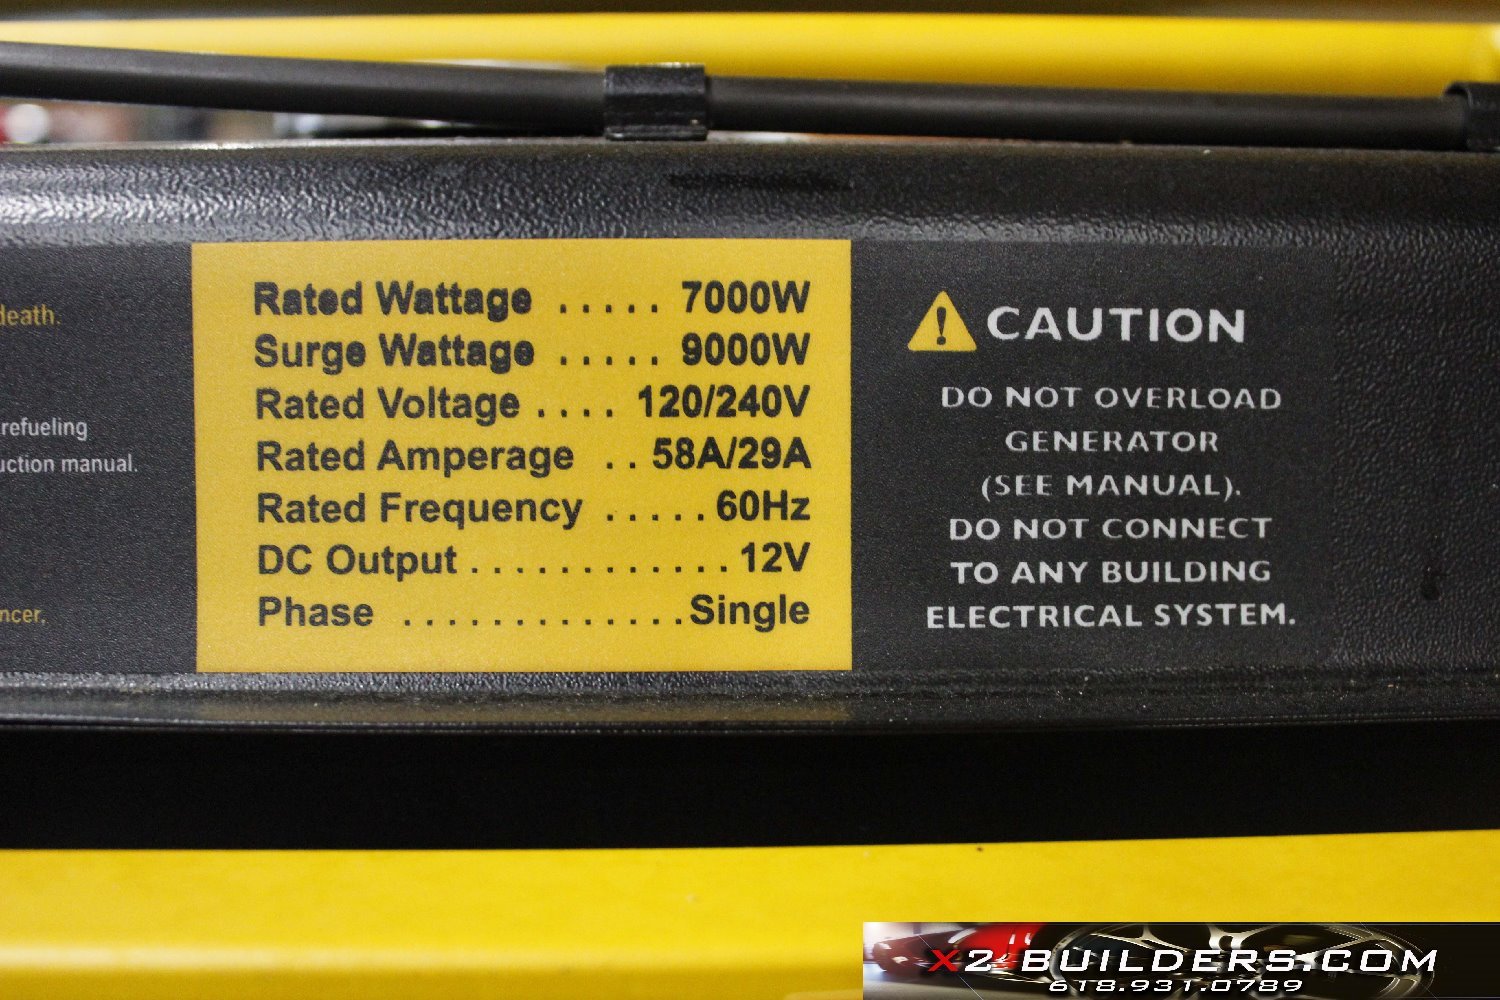 death.
refueling
uction manual.
ncer.
Rated Wattage ..... 7000W
Surge Wattage ..... 9000W
Rated Voltage .... 120/240V
Rated Amperage .. 58A/29A
Rated Frequency ..... 60Hz
DC Output ............ 12V
Phase .............Single
! CAUTION
DO NOT OVERLOAD
GENERATOR
(SEE MANUAL).
DO NOT CONNECT
TO ANY BUILDING
ELECTRICAL SYSTEM.
X2-BUILDERS.COM
618.931.0789